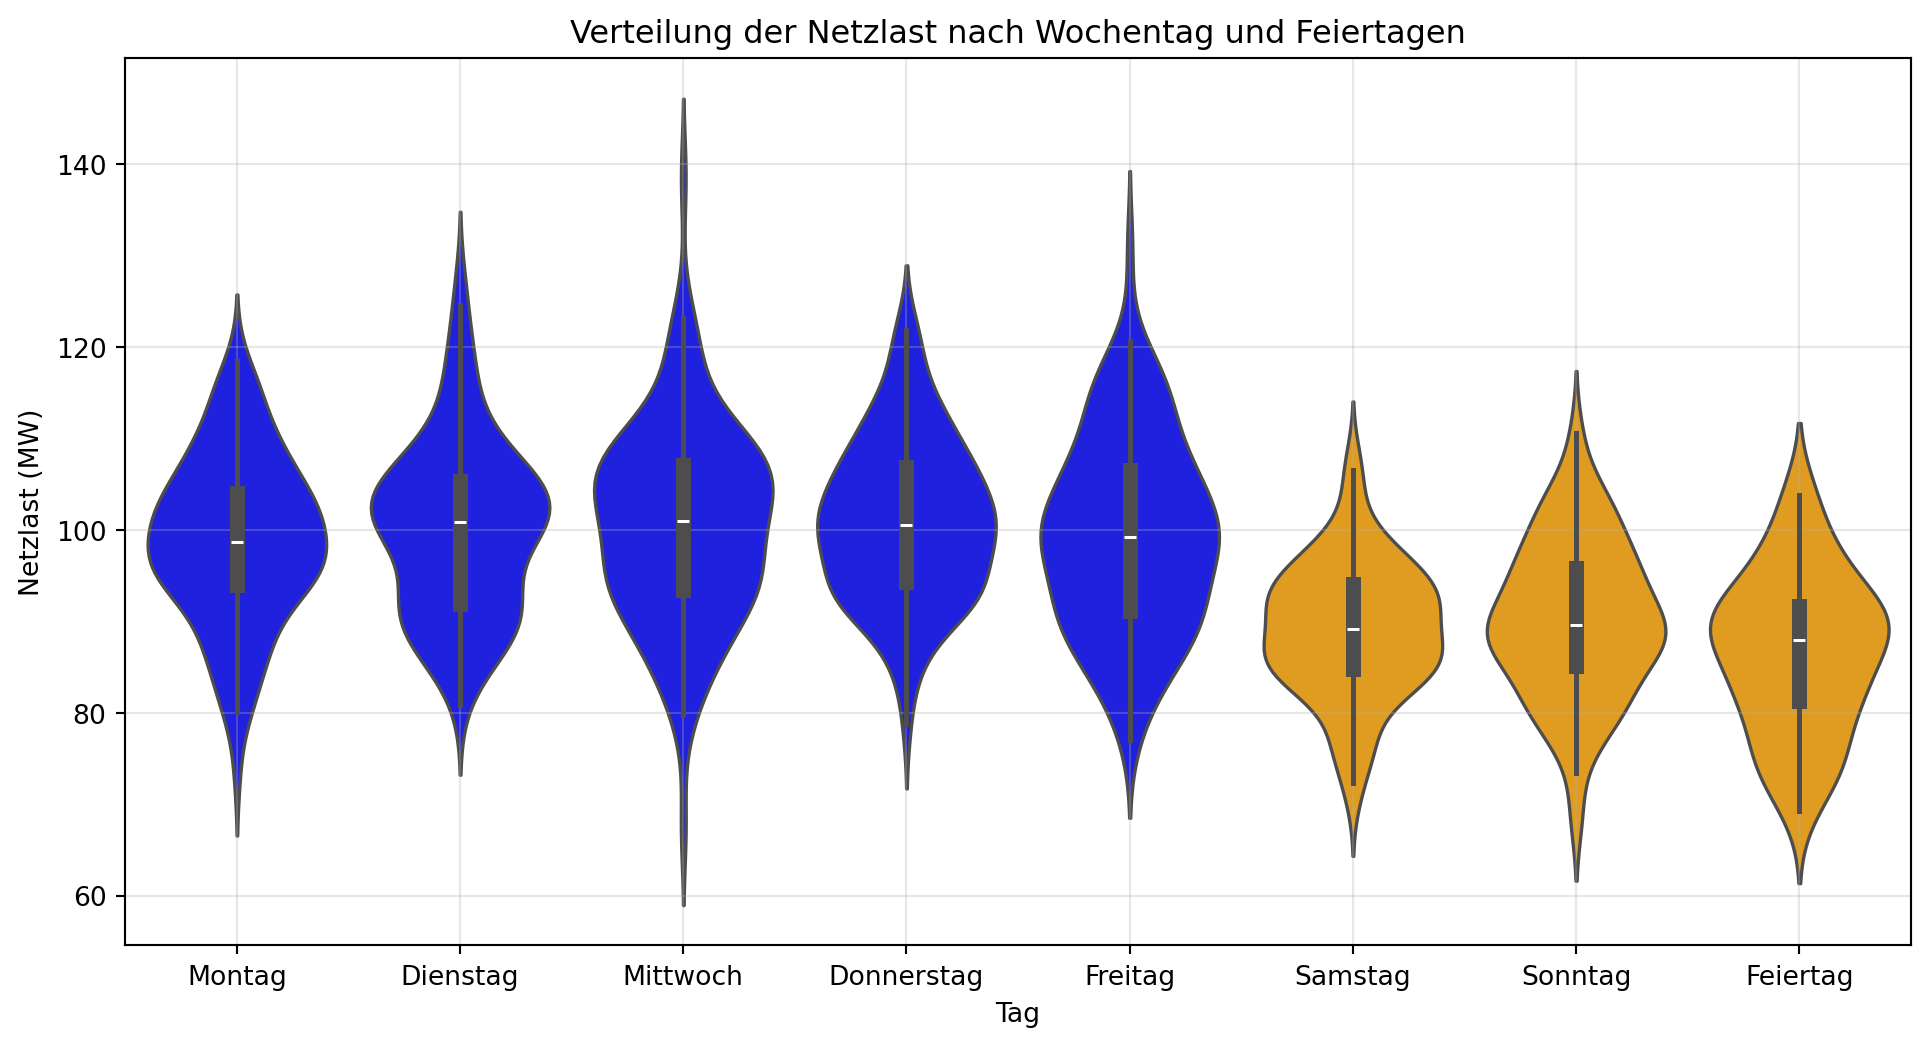 Verteilung der Netzlast nach Wochentag und Feiertagen
Netzlast (MW)
140
120
100
80
60
Montag Dienstag Mittwoch Donnerstag Freitag Samstag Sonntag Feiertag
Tag